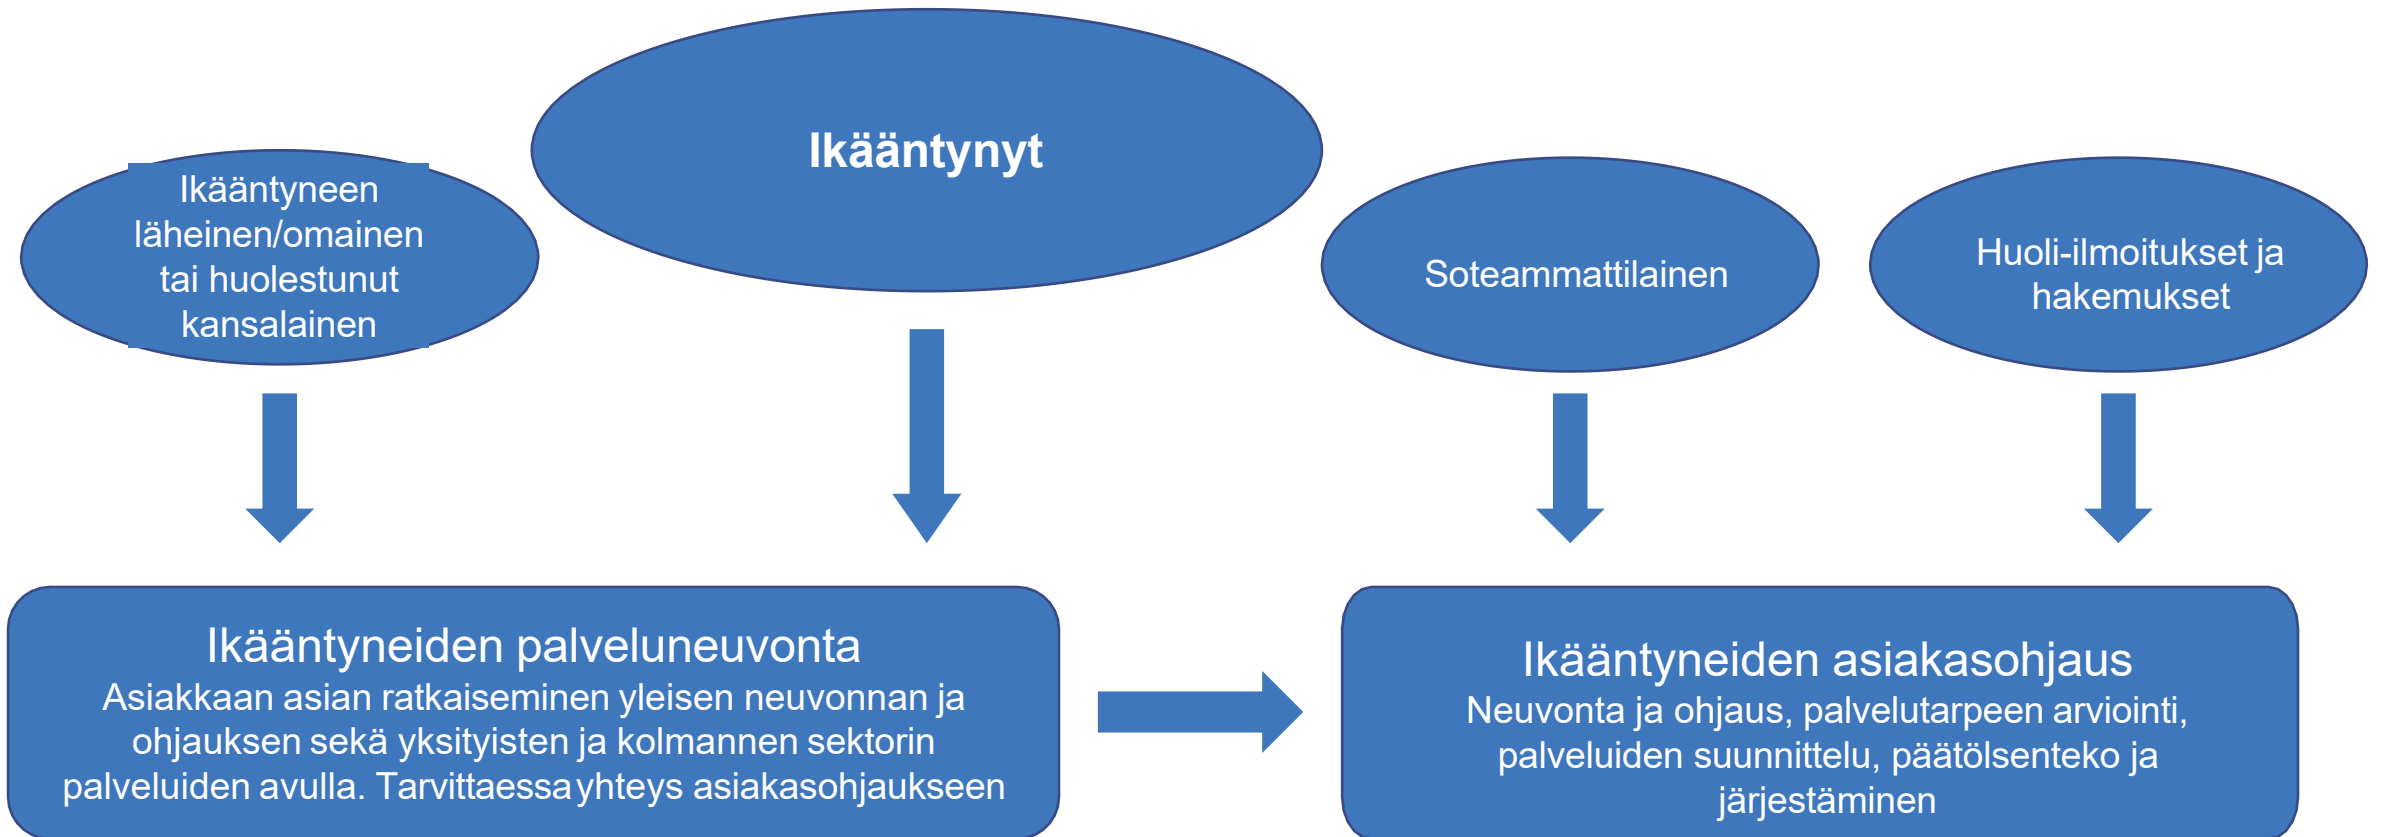 Ikääntynyt
Ikääntyneen
läheinen/omainen
tai huolestunut
kansalainen
Soteammattilainen
Huoli-ilmoitukset ja
hakemukset
Ikääntyneiden palveluneuvonta
Asiakkaan asian ratkaiseminen yleisen neuvonnan ja
ohjauksen sekä yksityisten ja kolmannen sektorin
palveluiden avulla. Tarvittaessa yhteys asiakasohjaukseen
Ikääntyneiden asiakasohjaus
Neuvonta ja ohjaus, palvelutarpeen arviointi,
palveluiden suunnittelu, päätölsenteko ja
järjestäminen